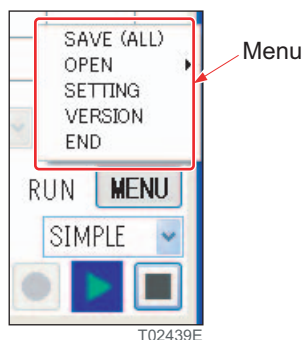 SAVE (ALL)
OPEN
SETTING
VERSION
END
Menu
RUN MENU
SIMPLE
T02439E